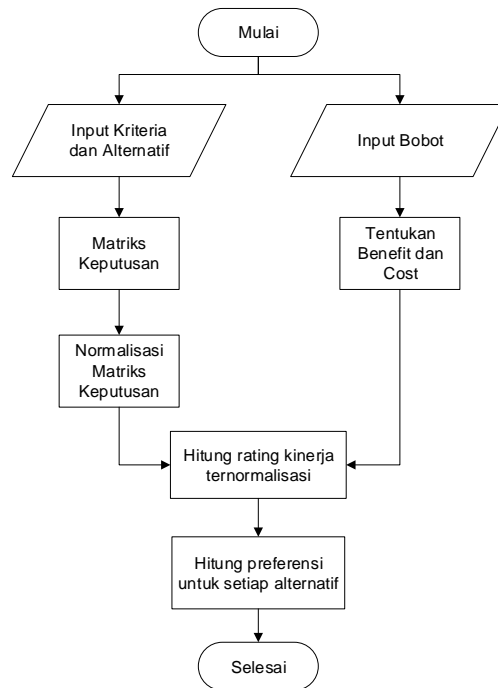 Mulai
Input Kriteria
dan Alternatif
Input Bobot
Matriks
Keputusan
Tentukan
Benefit dan
Cost
Normalisasi
Matriks
Keputusan
Hitung rating kinerja
ternormalisasi
Hitung preferensi
untuk setiap alternatif
Selesai